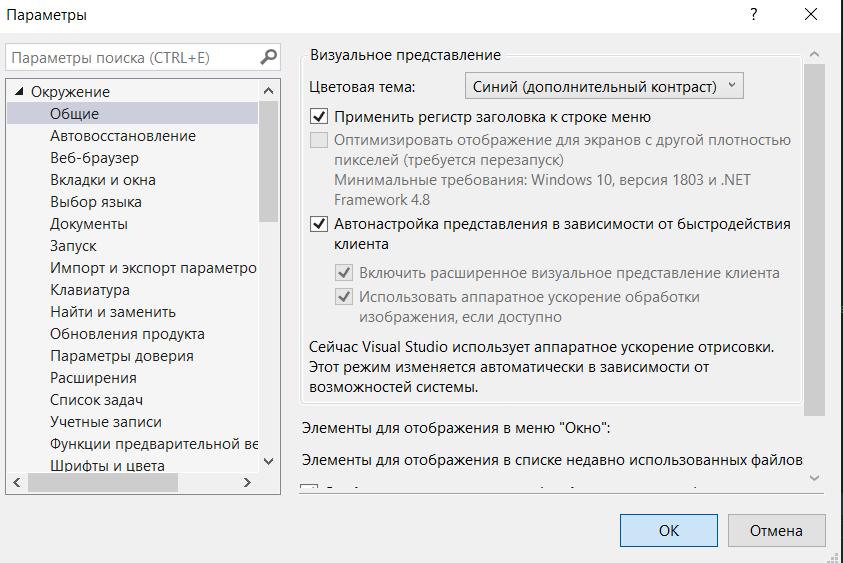 Параметры
?
Параметры поиска (CTRL+E)
Окружение
Общие
Автовосстановление
Веб-браузер
Вкладки и окна
Выбор языка
Документы
Запуск
Импорт и экспорт параметро
Клавиатура
Найти и заменить
Обновления продукта
Параметры доверия
Расширения
Список задач
Учетные записи
Функции предварительной ве
Шрифты и цвета
Визуальное представление
Цветовая тема: Синий (дополнительный контраст)
Применить регистр заголовка к строке меню
Оптимизировать отображение для экранов с другой плотностью
пикселей (требуется перезапуск)
Минимальные требования: Windows 10, версия 1803 и .NET
Framework 4.8
Автонастройка представления в зависимости от быстродействия
клиента
Включить расширенное визуальное представление клиента
Использовать аппаратное ускорение обработки
изображения, если доступно
Сейчас Visual Studio использует аппаратное ускорение отрисовки.
Этот режим изменяется автоматически в зависимости от
возможностей системы.
Элементы для отображения в меню "Окно":
Элементы для отображения в списке недавно использованных файлов
ОК
Отмена